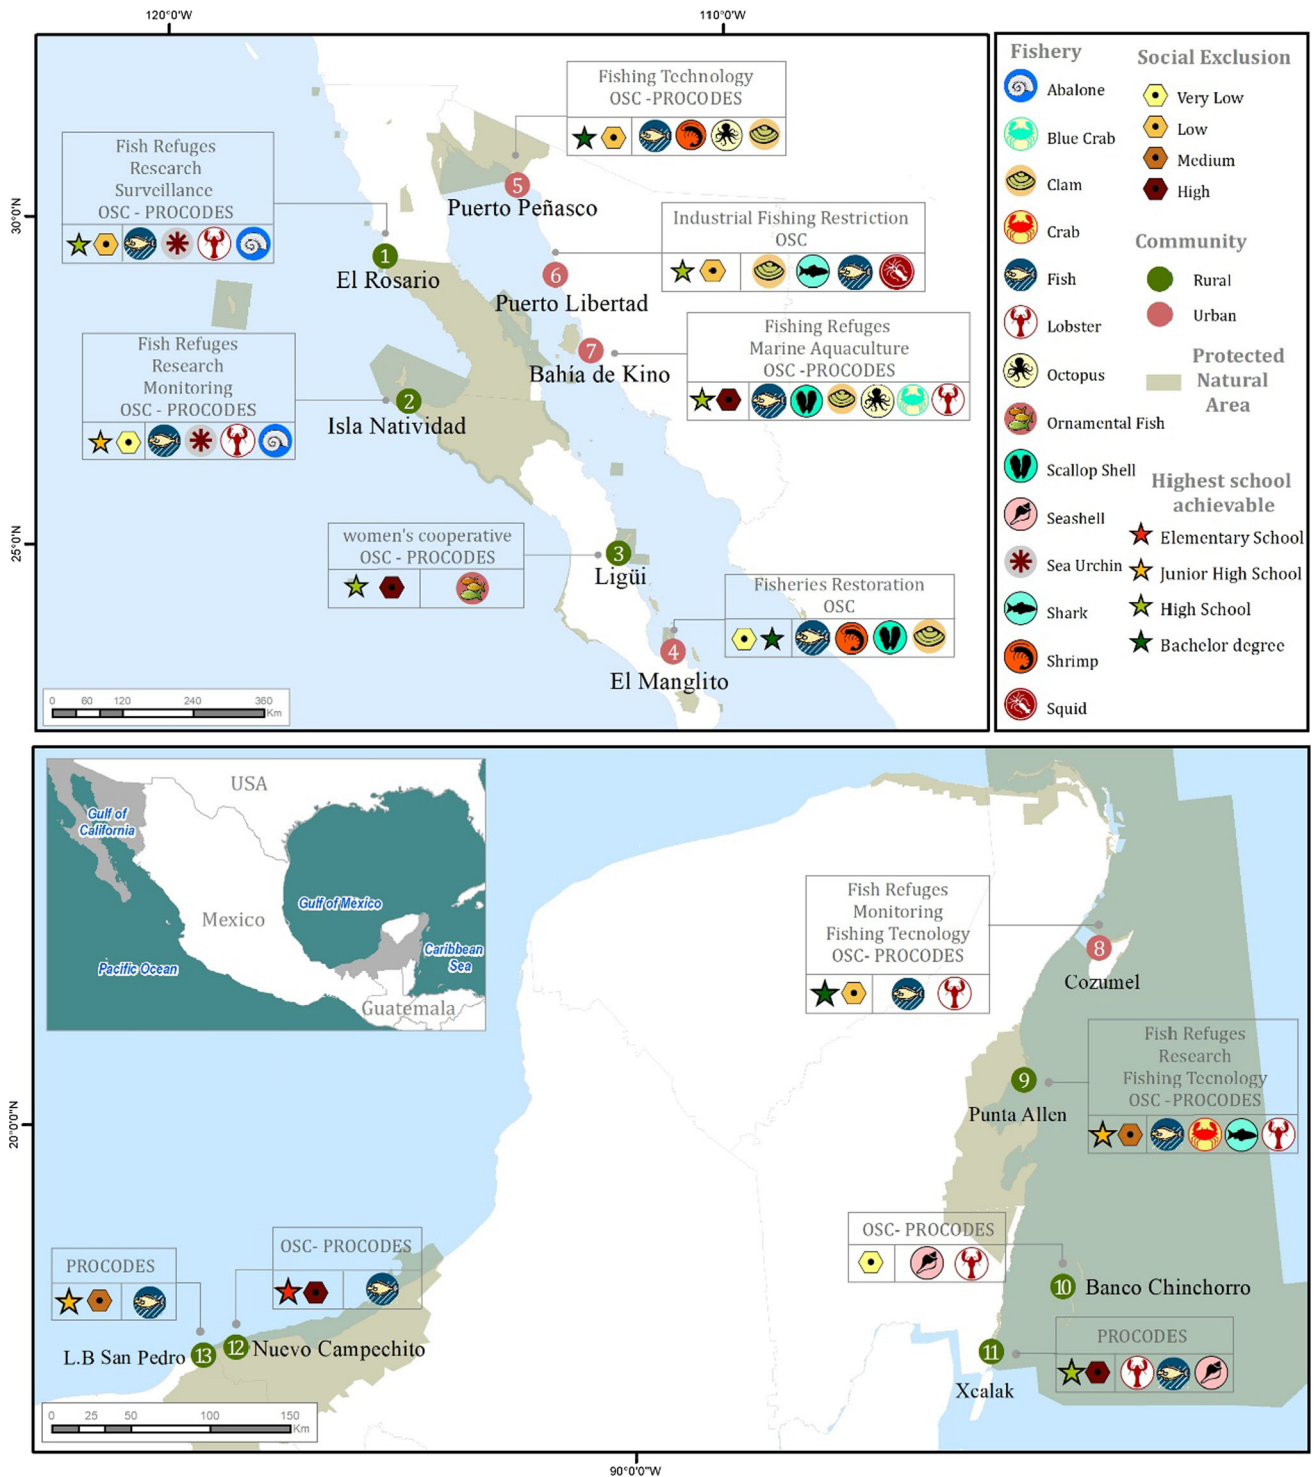 120°0'W
110°0'W
30°0'N
25°0'N
Fishing Technology
OSC -PROCODES
5
Puerto Peñasco
Fish Refuges
Research
Surveillance
OSC - PROCODES
1
El Rosario
Industrial Fishing Restriction
OSC
6
Puerto Libertad
Fish Refuges
Research
Monitoring
OSC - PROCODES
2
Isla Natividad
Fishing Refuges
Marine Aquaculture
OSC -PROCODES
7
Bahía de Kino
women's cooperative
OSC - PROCODES
3
Ligüi
Fisheries Restoration
OSC
4
El Manglito
0 60 120 240 360
Km
Fishery
Abalone
Blue Crab
Clam
Crab
Fish
Lobster
Octopus
Ornamental Fish
Scallop Shell
Seashell
Sea Urchin
Shark
Shrimp
Squid
Social Exclusion
Very Low
Low
Medium
High
Community
Rural
Urban
Protected
Natural
Area
Highest school
achievable
Elementary School
Junior High School
High School
Bachelor degree
USA
Gulf of
California
Mexico
Gulf of Mexico
Pacific Ocean
Caribbean
Sea
Guatemala
Fish Refuges
Monitoring
Fishing Tecnology
OSC- PROCODES
8
Cozumel
Fish Refuges
Research
Fishing Tecnology
OSC -PROCODES
9
Punta Allen
20°0'0"N
OSC- PROCODES
10
Banco Chinchorro
PROCODES
11
Xcalak
OSC- PROCODES
12
Nuevo Campechito
PROCODES
L.B San Pedro
13
0 25 50 100 150
Km
90°0'0"W